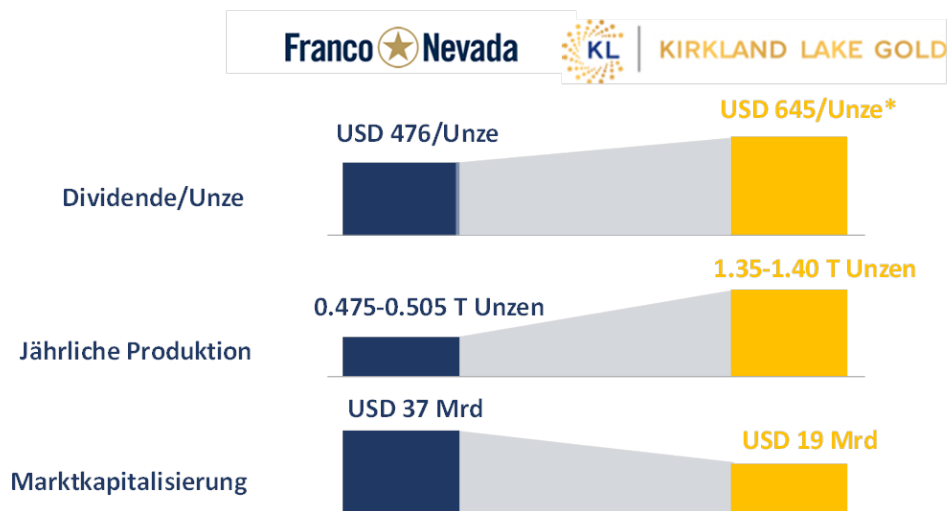 Franco Nevada
KL KIRKLAND LAKE GOLD
USD 476/Unze
USD 645/Unze*
Dividende/Unze
0.475-0.505 T Unzen
1.35-1.40 T Unzen
Jährliche Produktion
USD 37 Mrd
USD 19 Mrd
Marktkapitalisierung